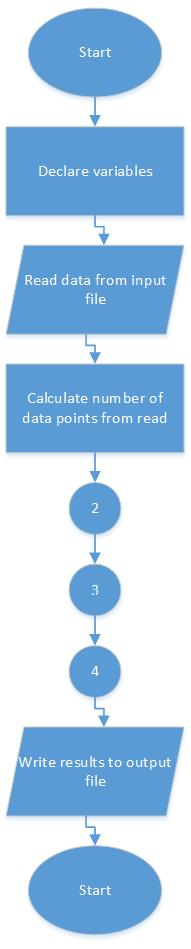 Start
Declare variables
Read data from input
file
Calculate number of
data points from read
2
3
4
Write results to output
file
Start